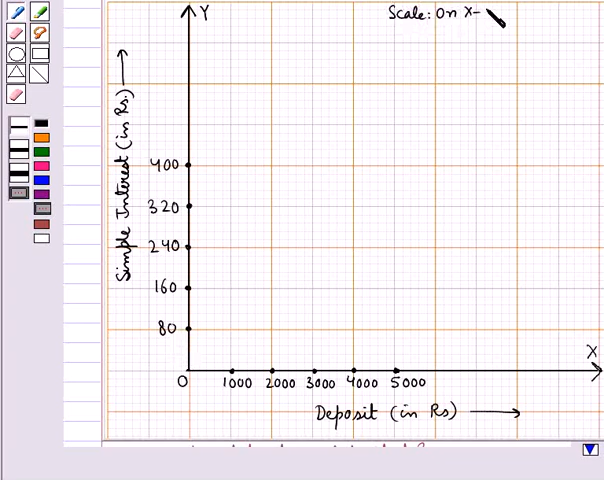 Y
Scale: On X-
Simple Interest (in Rs.)
400
320
240
160
80
X
0 1000 2000 3000 4000 5000
Deposit (in Rs)